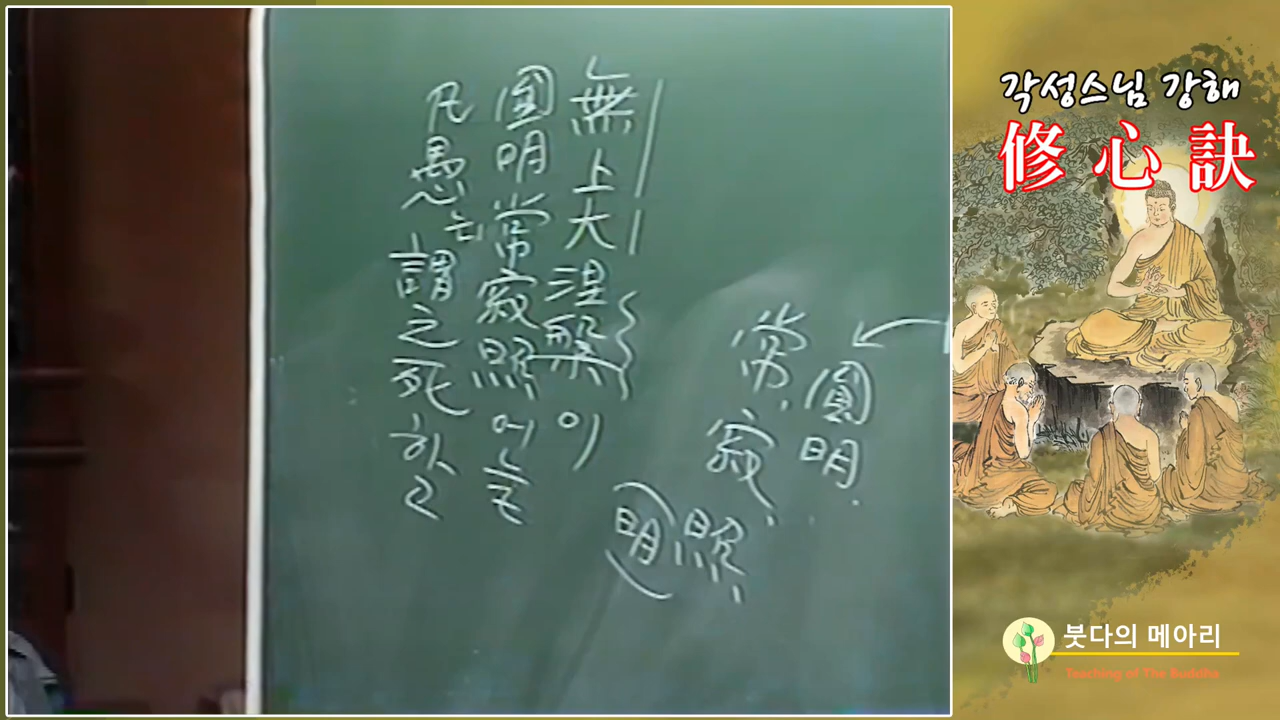 無上大涅槃이
圓明常寂照어늘
凡愚는謂之死하고
圓明
常寂照
(明)
각성스님 강해
修心訣
붓다의 메아리
Teaching of The Buddha